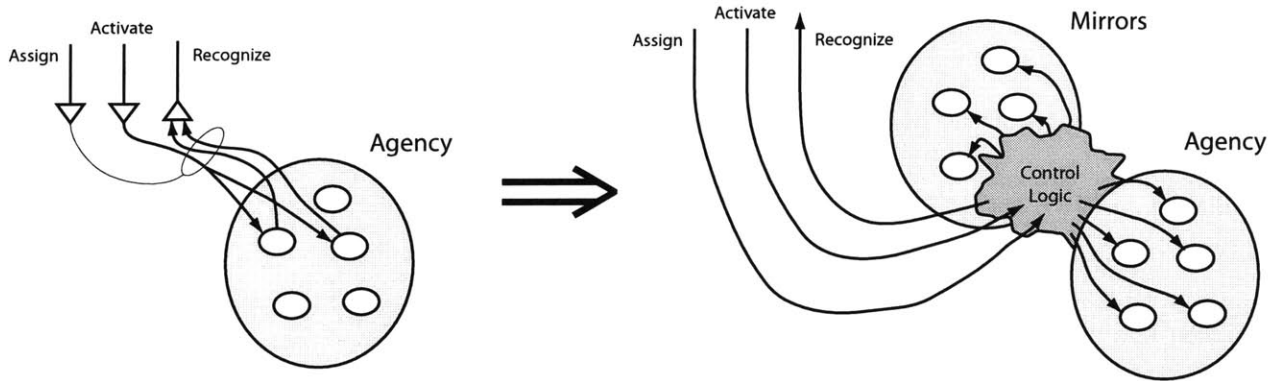 Assign
Activate
Recognize
Agency
Assign
Activate
Recognize
Mirrors
Agency
Control
Logic